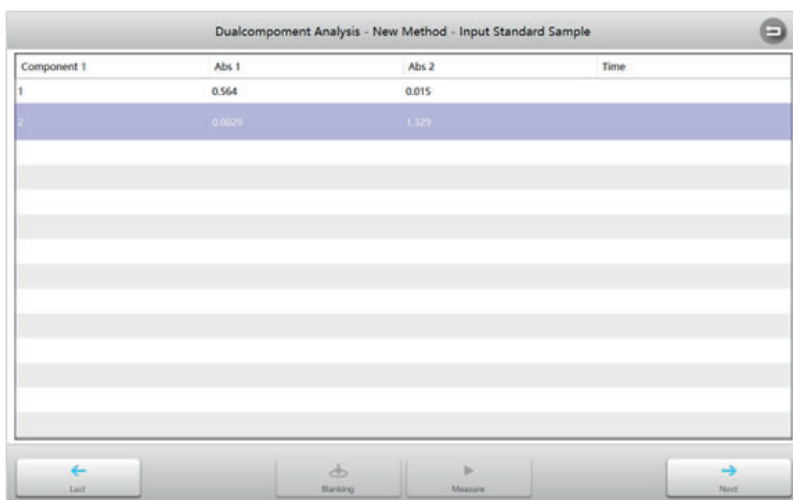 Dualcompoment Analysis - New Method - Input Standard Sample
Component 1 Abs 1 Abs 2 Time
1 0.564 0.015
2 0.0029 1.329
Last Blanking Measure Next